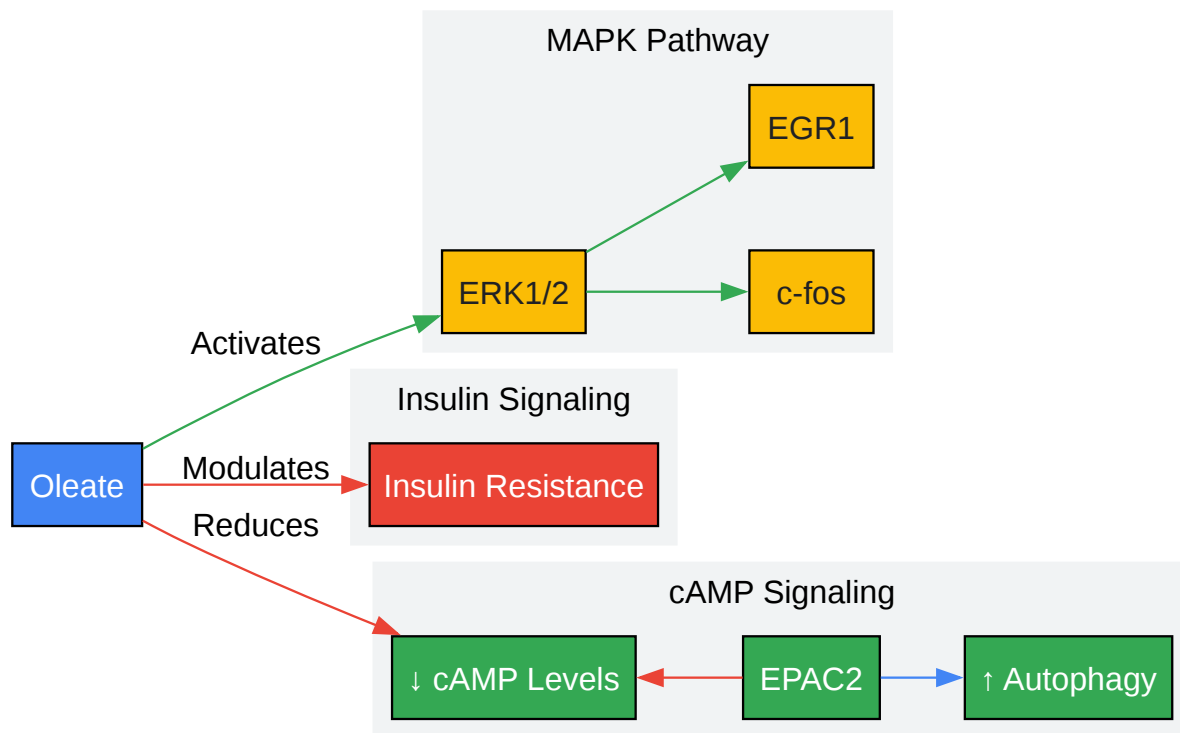 MAPK Pathway
EGR1
ERK1/2
c-fos
Activates
Insulin Signaling
Oleate
Modulates
Insulin Resistance
Reduces
cAMP Signaling
↓ cAMP Levels
EPAC2
↑ Autophagy